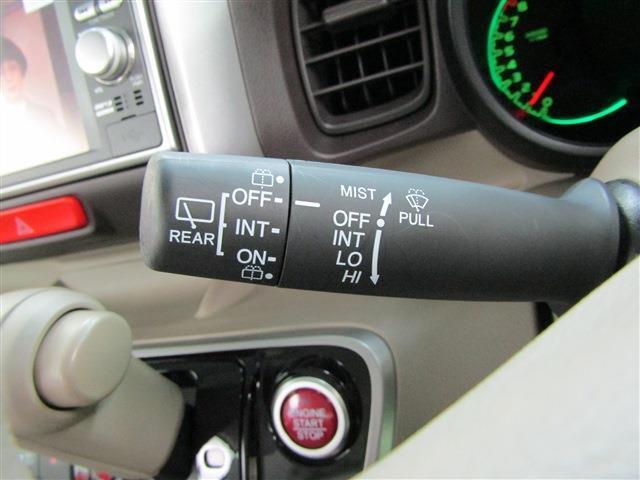 OFF
INT
ON
REAR
MIST
OFF
INT
LO
HI
PULL
ENGINE
START
STOP